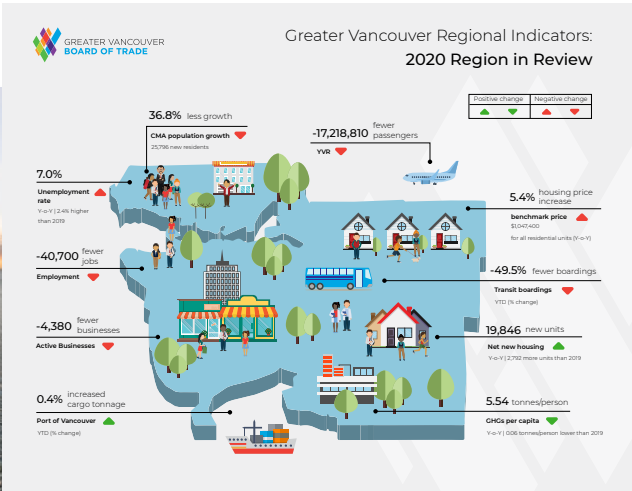 GREATER VANCOUVER
BOARD OF TRADE
Greater Vancouver Regional Indicators:
2020 Region in Review
Positive change
Negative change
36.8% less growth
CMA population growth
25,796 new residents
-17,218,810 fewer passengers
YVR
7.0%
Unemployment
rate
Y-o-Y | 2.4% higher
than 2019
5.4% housing price increase
benchmark price
$1,047,400
for all residential units (Y-o-Y)
-40,700 fewer jobs
Employment
-49.5% fewer boardings
Transit boardings
YTD (% change)
-4,380 fewer businesses
Active Businesses
19,846 new units
Net new housing
Y-o-Y | 2,792 more units than 2019
0.4% increased cargo tonnage
Port of Vancouver
YTD (% change)
5.54 tonnes/person
GHGs per capita
Y-o-Y | 0.06 tonnes/person lower than 2019